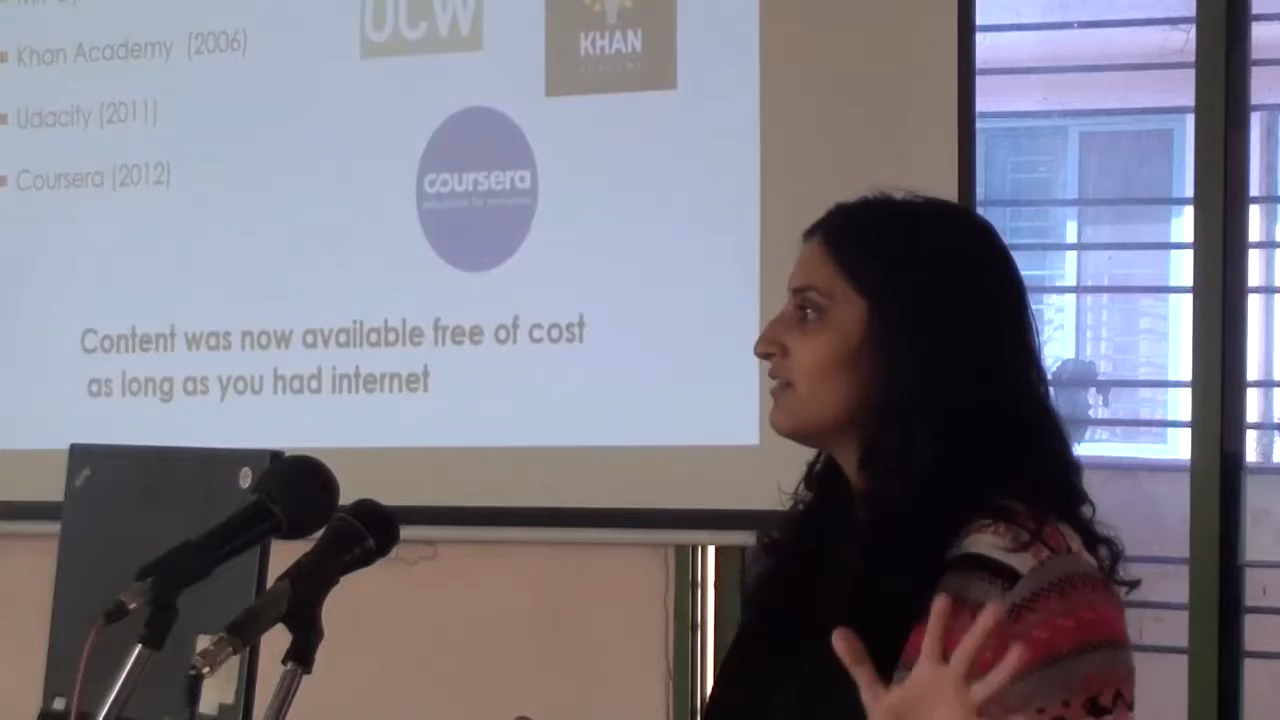 OCW
KHAN
Khan Academy (2006)
Udacity (2011)
Coursera (2012)
coursera
Content was now available free of cost
as long as you had internet